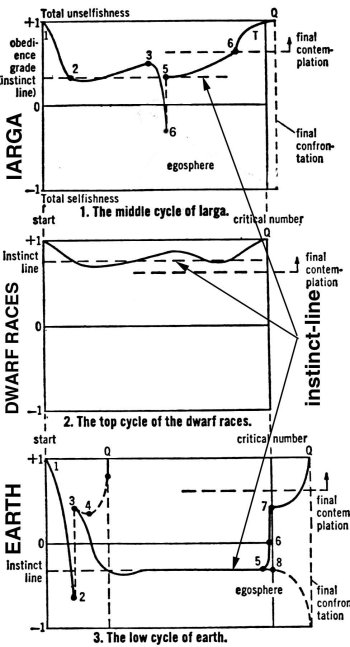 Total unselfishness
Q
+1
1
T
final
contem-
plation
obedi-
ence
grade
(instinct
line)
2
3
5
6
6
0
final
confron-
tation
egosphere
-1
IARGA
Total selfishness
1. The middle cycle of Iarga.
start
critical number
+1
Instinct
line
final
contem-
plation
0
-1
DWARF RACES
instinct-line
2. The top cycle of the dwarf races.
start
critical number
+1
1
Q
Q
3
4
7
final
contem-
plation
0
6
Instinct
line
5
8
2
egosphere
final
confron-
tation
-1
EARTH
3. The low cycle of earth.